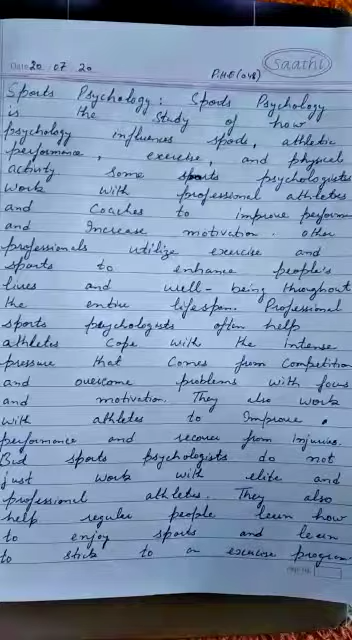 Saathi
Date 20 07 20
P.HE (048)
Sports Psychology: Sports Psychology
is the study of how
psychology influences spods, athletic
performance, exercise, and physical
activity some sports psychologists
work with professional athletes
and Coaches to improve perform
and Increase motivation. Other
professionals utilize exercise and
sports to enhance people's
lives and well-being throughout
the entire lifespan. Professional
sports psychologists often help
athletes Cope with the intense
pressure that Comes from Competition
and overcome problems with focus
and motivation. They also work
with athletes to Improve
performance and recover from injuries.
But sports psychologists do not
just work with elite and
professional athletes. They also
help regular people learn how
to enjoy sports and learn
to stick to an exercise program